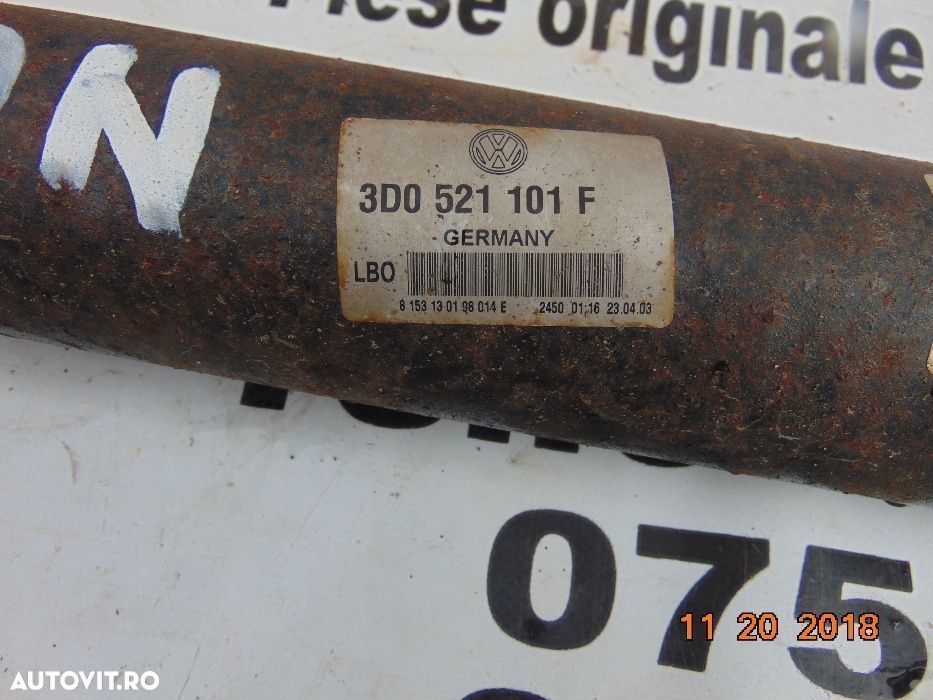 Piese originale
N
VW
3D0 521 101 F
GERMANY
LBO
8 153 13 01 98 014 E 2450 01:16 23.04.03
075
11 20 2018
AUTOVIT.RO